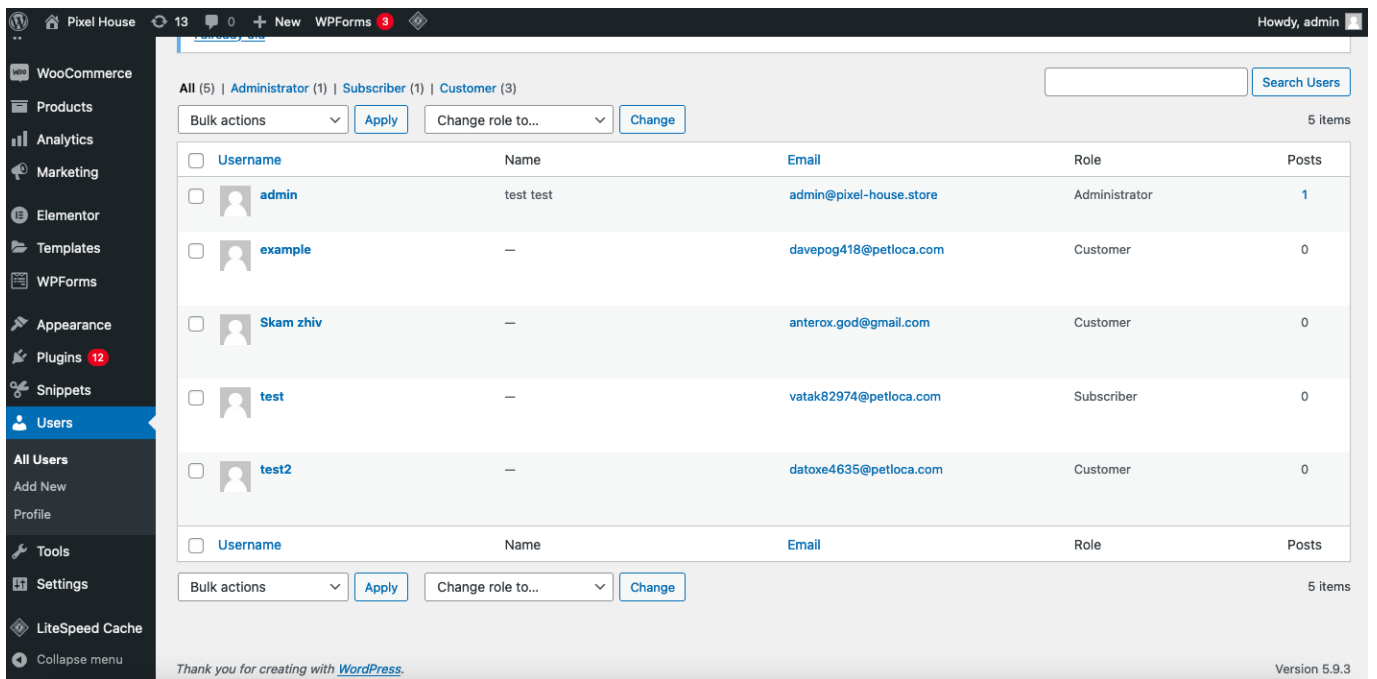 Pixel House 13 0 + New WPForms 3 Howdy, admin
I already did
WooCommerce
Products
Analytics
Marketing
Elementor
Templates
WPForms
Appearance
Plugins 12
Snippets
Users
All Users
Add New
Profile
Tools
Settings
LiteSpeed Cache
Collapse menu
All (5) | Administrator (1) | Subscriber (1) | Customer (3)
Search Users
Bulk actions Apply Change role to... Change 5 items
Username Name Email Role Posts
admin test test admin@pixel-house.store Administrator 1
example — davepog418@petloca.com Customer 0
Skam zhiv — anterox.god@gmail.com Customer 0
test — vatak82974@petloca.com Subscriber 0
test2 — datoxe4635@petloca.com Customer 0
Username Name Email Role Posts
Bulk actions Apply Change role to... Change 5 items
Thank you for creating with WordPress. Version 5.9.3